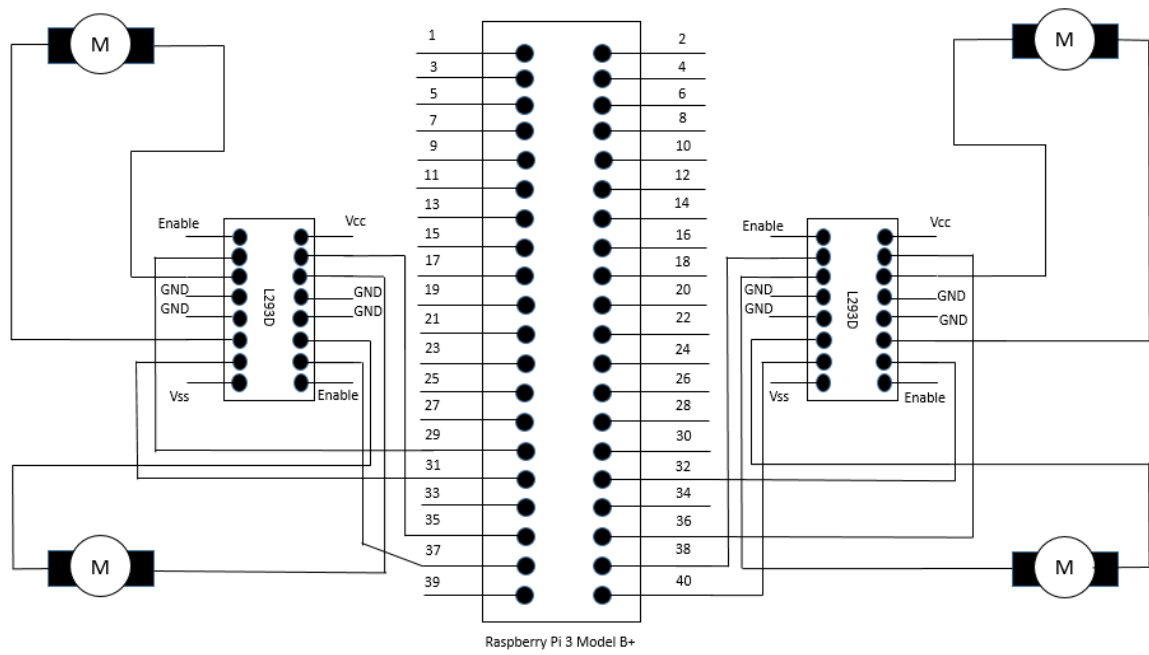 M
M
1 2
3 4
5 6
7 8
9 10
11 12
13 14
15 16
17 18
19 20
21 22
23 24
25 26
27 28
29 30
31 32
33 34
35 36
37 38
39 40
Enable Vcc
GND GND
GND GND
L293D
Vss Enable
Enable Vcc
GND GND
GND GND
L293D
Vss Enable
M
M
Raspberry Pi 3 Model B+